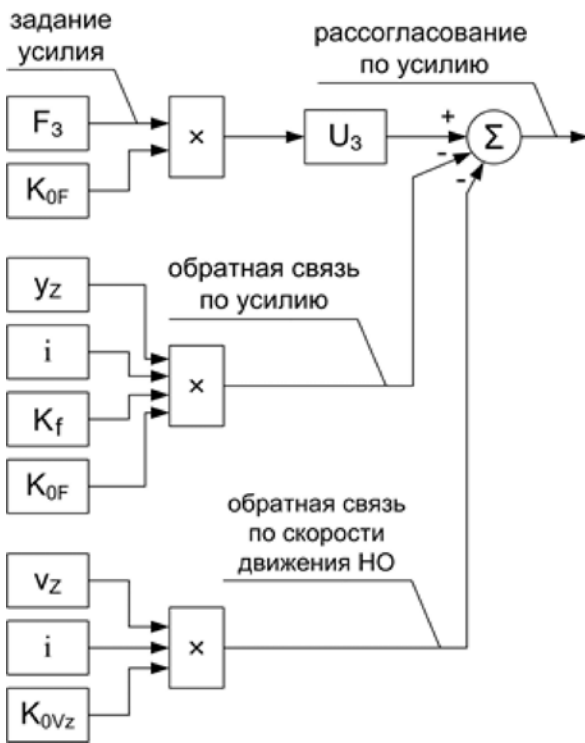 задание
усилия
рассогласование
по усилию
F₃
K₀F
×
U₃
+
-
-
Σ
обратная связь
по усилию
yZ
i
Kf
K₀F
×
обратная связь
по скорости
движения НО
vZ
i
K₀Vz
×